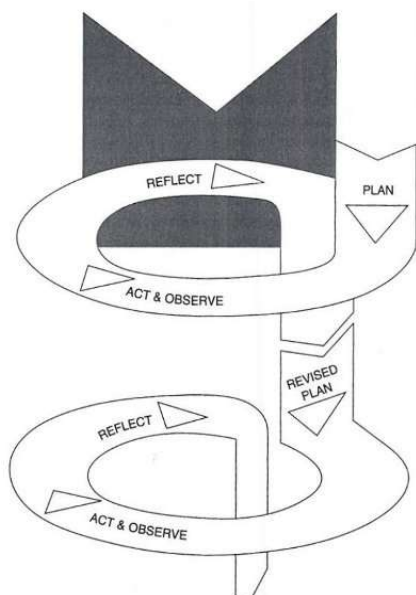 REFLECT
PLAN
ACT & OBSERVE
REVISED
PLAN
REFLECT
ACT & OBSERVE